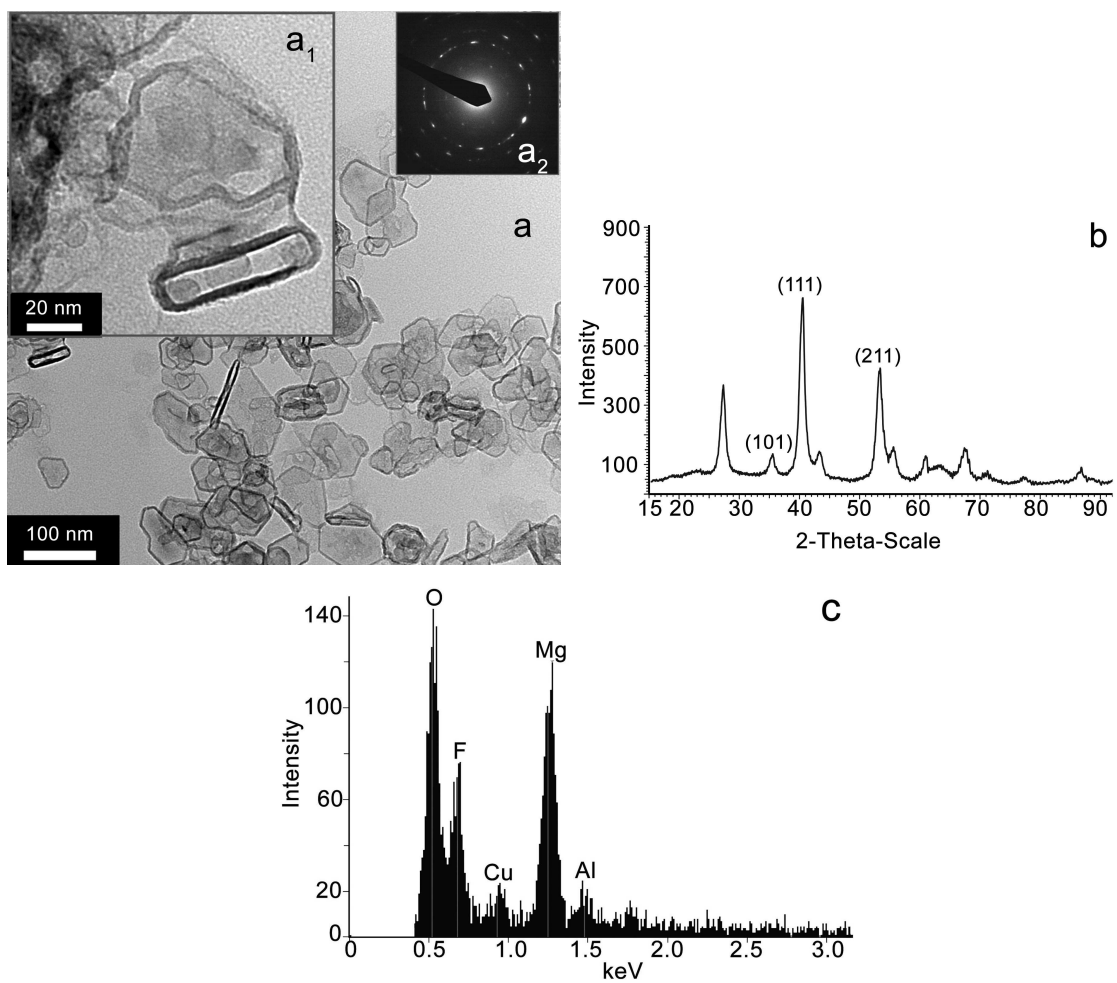 a1
a2
a
20 nm
100 nm
b
900
700
500
300
100
Intensity
(101)
(111)
(211)
15 20 30 40 50 60 70 80 90
2-Theta-Scale
c
140
100
60
20
0
Intensity
O
F
Cu
Mg
Al
0 0.5 1.0 1.5 2.0 2.5 3.0
keV